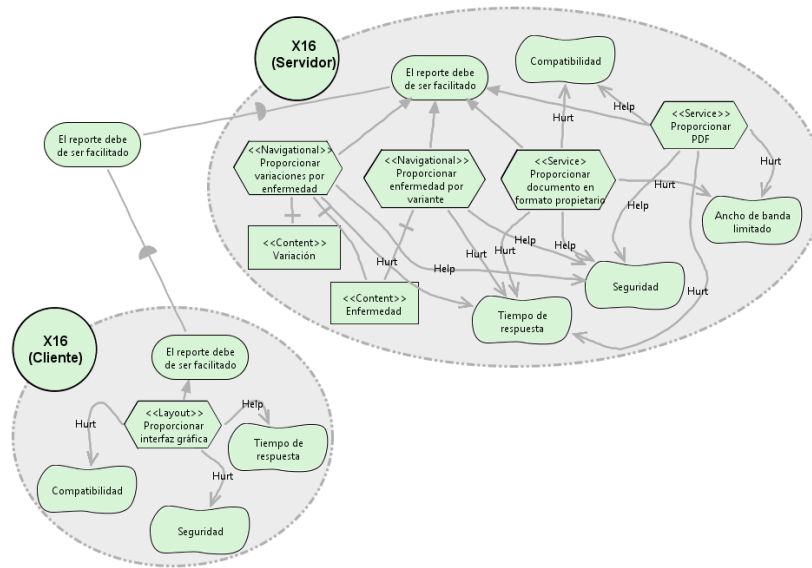 X16
(Servidor)
El reporte debe
de ser facilitado
Compatibilidad
El reporte debe
de ser facilitado
<<Navigational>>
Proporcionar
variaciones por
enfermedad
<<Navigational>>
Proporcionar
enfermedad por
variante
<<Service>
Proporcionar
documento en
formato propietario
<<Service>>
Proporcionar
PDF
Hurt
Help
Hurt
Hurt
Help
Ancho de banda
limitado
<<Content>>
Variación
<<Content>>
Enfermedad
Hurt
Help
Hurt
Hurt
Help
Help
Hurt
Seguridad
Tiempo de
respuesta
X16
(Cliente)
El reporte debe
de ser facilitado
<<Layout>>
Proporcionar
interfaz gráfica
Hurt
Help
Hurt
Tiempo de
respuesta
Compatibilidad
Seguridad